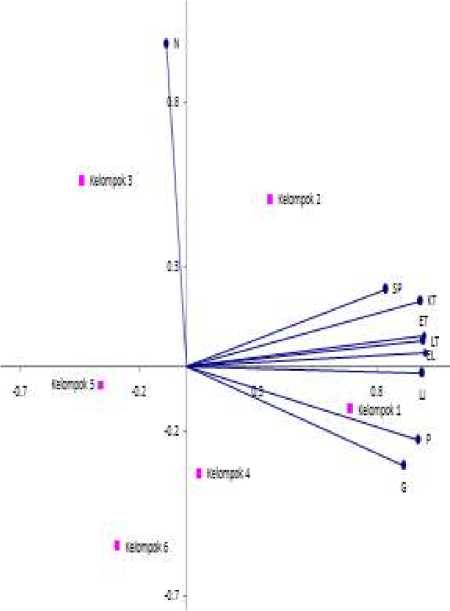 N
0.8
Kelompok 3
Kelompok 2
0.3
SP
KT
ET
LT
EL
-0.7
-0.2
0.3
0.8
Kelompok 5
LI
Kelompok 1
-0.2
P
Kelompok 4
G
Kelompok 6
-0.7